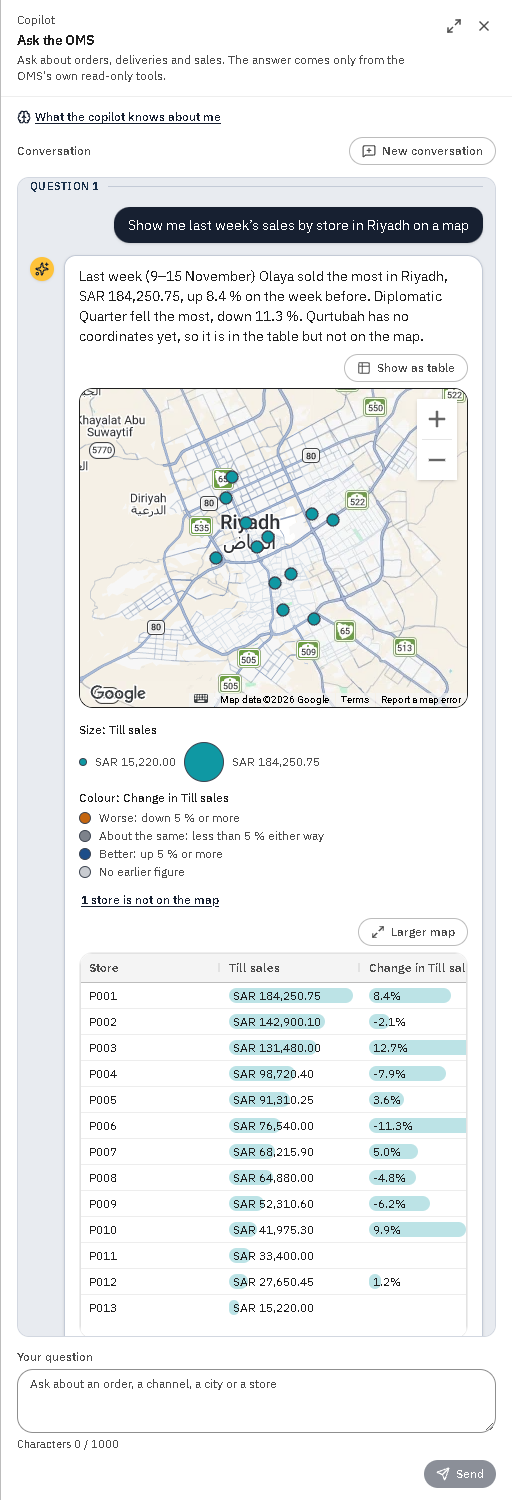 Copilot
Ask the OMS
Ask about orders, deliveries and sales. The answer comes only from the
OMS's own read-only tools.
What the copilot knows about me
Conversation
New conversation
QUESTION 1
Show me last week's sales by store in Riyadh on a map
Last week (9–15 November) Olaya sold the most in Riyadh,
SAR 184,250.75, up 8.4 % on the week before. Diplomatic
Quarter fell the most, down 11.3 %. Qurtubah has no
coordinates yet, so it is in the table but not on the map.
Show as table
522
550
Khayalat Abu
Suwaytif
5770
80
65
Diriyah
الدرعية
80
522
535
Riyadh
الرياض
80
65
509
513
505
505
Google
Map data ©2026 Google Terms Report a map error
Size: Till sales
SAR 15,220.00 SAR 184,250.75
Colour: Change in Till sales
Worse: down 5 % or more
About the same: less than 5 % either way
Better: up 5 % or more
No earlier figure
1 store is not on the map
Larger map
Store Till sales Change in Till sal
P001 SAR 184,250.75 8.4%
P002 SAR 142,900.10 -2.1%
P003 SAR 131,480.00 12.7%
P004 SAR 98,720.40 -7.9%
P005 SAR 91,310.25 3.6%
P006 SAR 76,540.00 -11.3%
P007 SAR 68,215.90 5.0%
P008 SAR 64,880.00 -4.8%
P009 SAR 52,310.60 -6.2%
P010 SAR 41,975.30 9.9%
P011 SAR 33,400.00
P012 SAR 27,650.45 1.2%
P013 SAR 15,220.00
Your question
Ask about an order, a channel, a city or a store
Characters 0 / 1000
Send